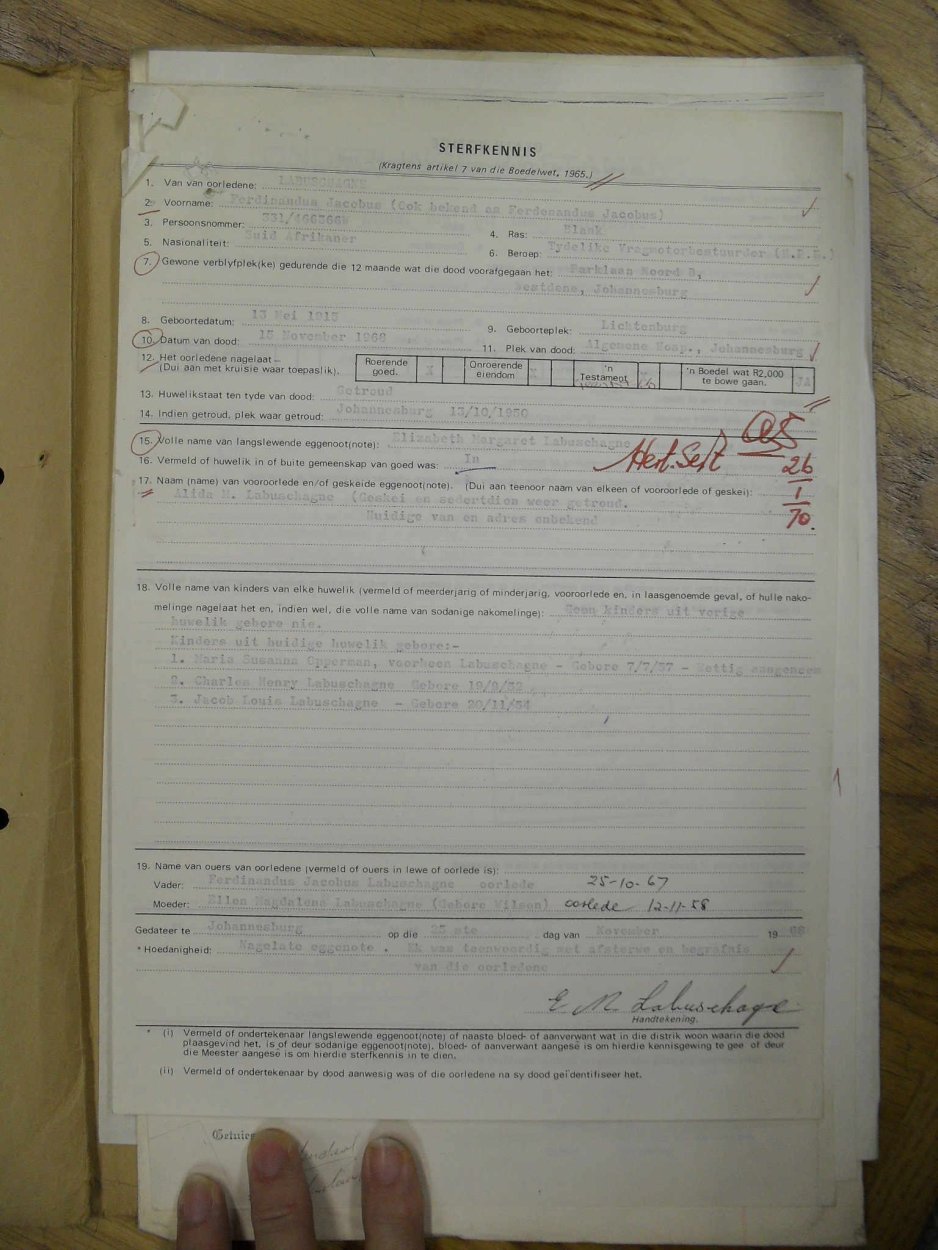 STERFKENNIS
(Kragtens artikel 7 van die Boedelwet, 1965.)
1. Van van oorledene: LABUSCHAGNE
2. Voorname: Ferdinandus Jacobus (Ook bekend as Ferdenandus Jacobus)
3. Persoonsnommer: 331/466366W 4. Ras: Blank
5. Nasionaliteit: Suid Afrikaner 6. Beroep: Tydelike Vragmotorbestuurder
7. Gewone verblyfplek(ke) gedurende die 12 maande wat die dood voorafgegaan het: Parklaan Noord 3,
Westdene, Johannesburg
8. Geboortedatum: 13 Mei 1915 9. Geboorteplek: Lichtenburg
10. Datum van dood: 15 November 1968 11. Plek van dood: Algemene Hosp., Johannesburg
12. Het oorledene nagelaat —
(Dui aan met kruisie waar toepaslik).
Roerende goed. X Onroerende eiendom X 'n Testament 'n Boedel wat R2,000 te bowe gaan. JA
13. Huwelikstaat ten tyde van dood: Getroud
14. Indien getroud, plek waar getroud: Johannesburg 13/10/1950
15. Volle name van langslewende eggenoot(note): Elizabeth Margaret Labuschagne
16. Vermeld of huwelik in of buite gemeenskap van goed was: In
Hert. Sert
26
1
70.
17. Naam (name) van vooroorlede en/of geskeide eggenoot(note). (Dui aan teenoor naam van elkeen of vooroorlede of geskei):
Alida M. Labuschagne (Geskei en sedertdien weer getroud.
Huidige van en adres onbekend
18. Volle name van kinders van elke huwelik (vermeld of meerderjarig of minderjarig, vooroorlede en, in laasgenoemde geval, of hulle nako-
melinge nagelaat het en, indien wel, die volle name van sodanige nakomelinge): Geen kinders uit vorige
huwelik gebore nie.
Kinders uit huidige huwelik gebore:-
1. Maria Susanna Opperman, voorheen Labuschagne - Gebore 7/7/37 - Wettig aangeneem
2. Charles Henry Labuschagne Gebore 19/9/52
3. Jacob Louis Labuschagne - Gebore 20/11/54
19. Name van ouers van oorledene (vermeld of ouers in lewe of oorlede is):
Vader: Ferdinandus Jacobus Labuschagne oorlede 25-10-67
Moeder: Ellen Magdalena Labuschagne (Gebore Wilson) oorlede 12-11-58
Gedateer te Johannesburg op die 25 ste dag van November 19 68
* Hoedanigheid: Nagelate eggenote. Ek was teenwoordig met afsterwe en begrafnis
van die oorledene
E M Labuschagne
Handtekening.
* (i) Vermeld of ondertekenaar langslewende eggenoot(note) of naaste bloed- of aanverwant wat in die distrik woon waarin die dood
plaasgevind het, is of deur sodanige eggenoot(note), bloed- of aanverwant aangesê is om hierdie kennisgewing te gee of deur
die Meester aangesê is om hierdie sterfkennis in te dien.
(ii) Vermeld of ondertekenaar by dood aanwesig was of die oorledene na sy dood geïdentifiseer het.